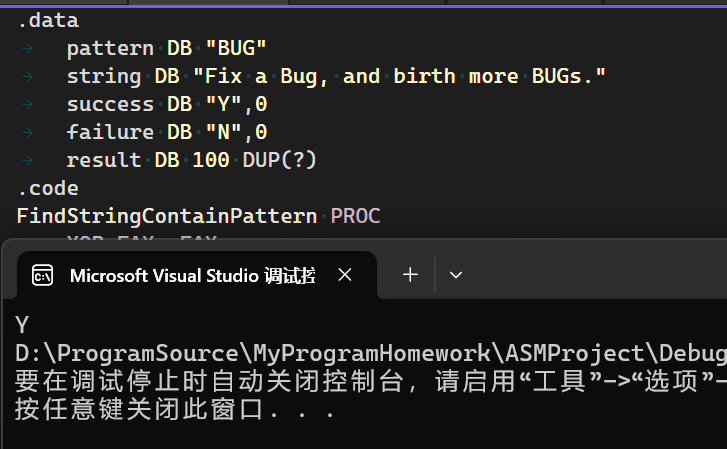 .data
pattern DB "BUG"
string DB "Fix a Bug, and birth more BUGs."
success DB "Y",0
failure DB "N",0
result DB 100 DUP(?)
.code
FindStringContainPattern PROC
XOR EAX, EAX
Microsoft Visual Studio 调试控
Y
D:\ProgramSource\MyProgramHomework\ASMProject\Debug
要在调试停止时自动关闭控制台，请启用“工具”->“选项”-
按任意键关闭此窗口. . .